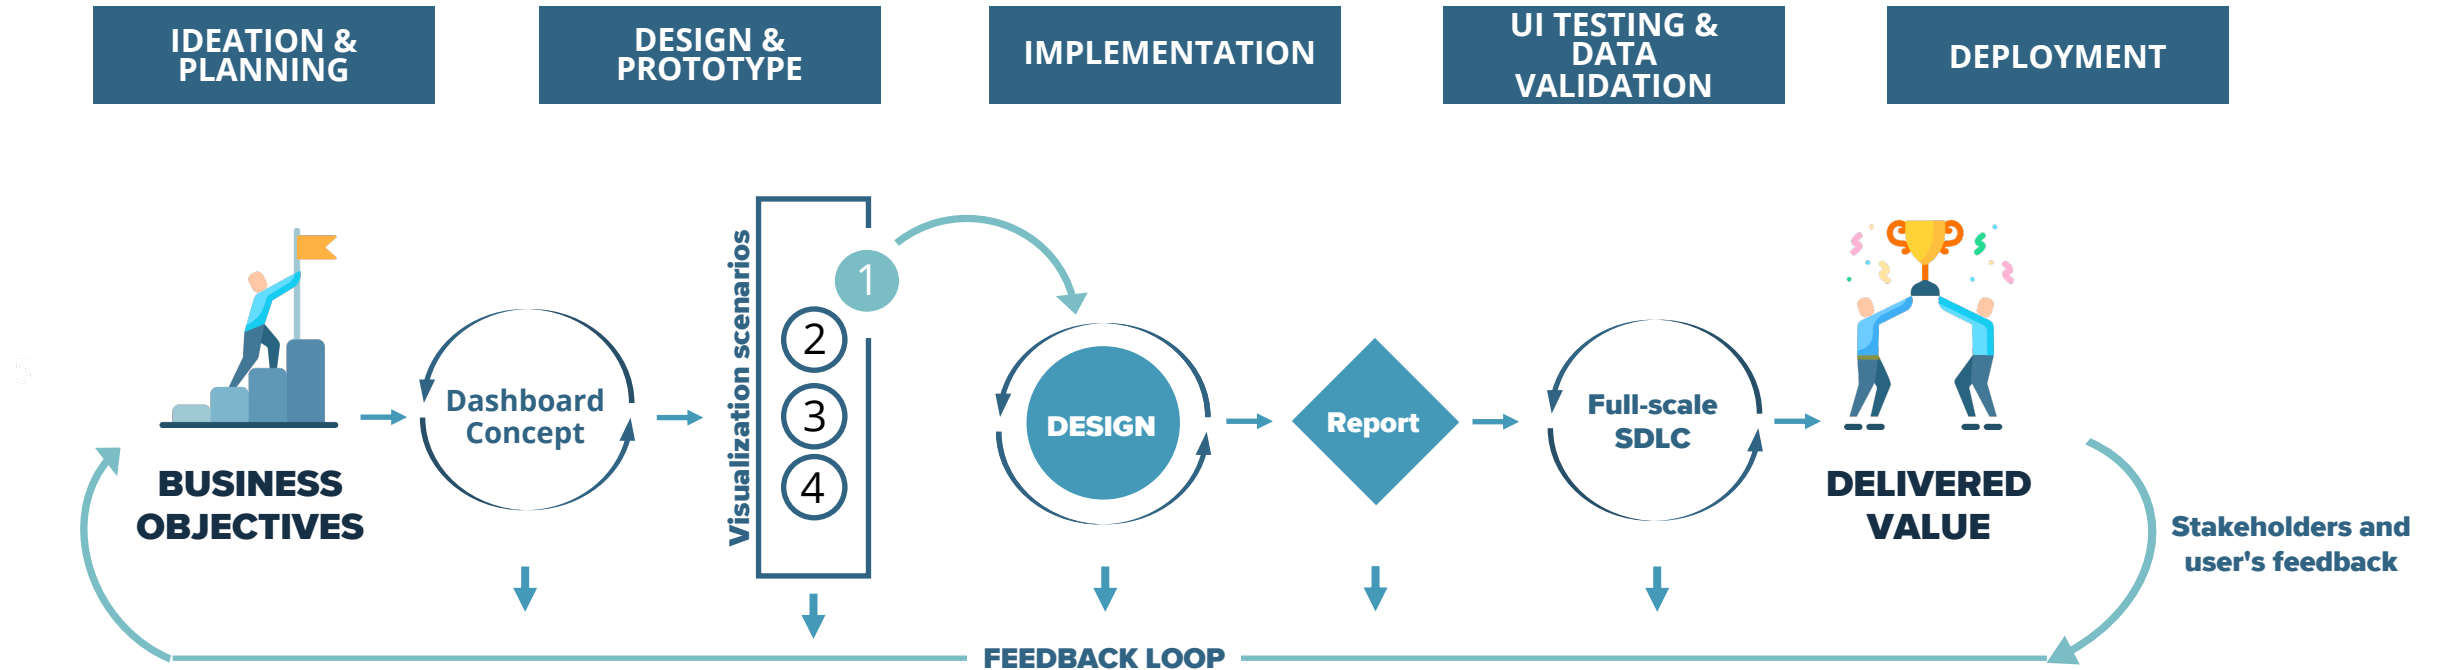 IDEATION &
PLANNING
DESIGN &
PROTOTYPE
IMPLEMENTATION
UI TESTING &
DATA
VALIDATION
DEPLOYMENT
BUSINESS
OBJECTIVES
Dashboard
Concept
Visualization scenarios
1
2
3
4
DESIGN
Report
Full-scale
SDLC
DELIVERED
VALUE
Stakeholders and
user's feedback
FEEDBACK LOOP